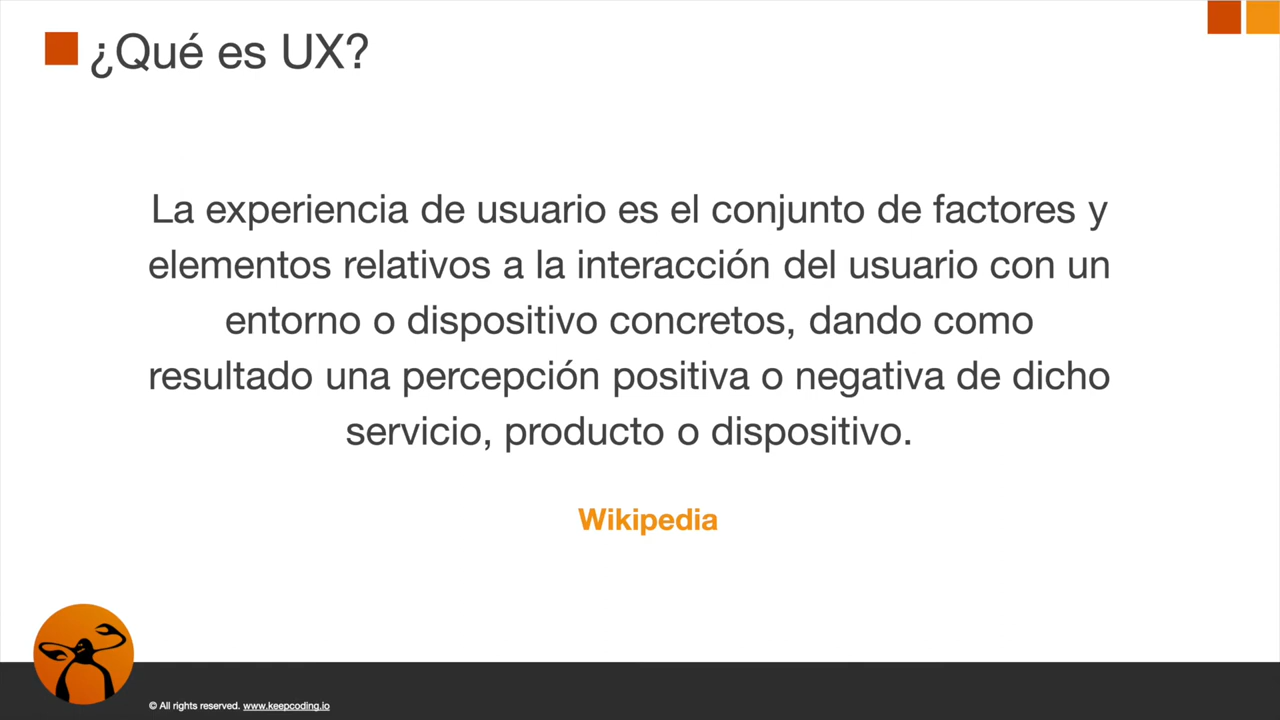 ¿Qué es UX?
La experiencia de usuario es el conjunto de factores y
elementos relativos a la interacción del usuario con un
entorno o dispositivo concretos, dando como
resultado una percepción positiva o negativa de dicho
servicio, producto o dispositivo.
Wikipedia
© All rights reserved. www.keepcoding.io